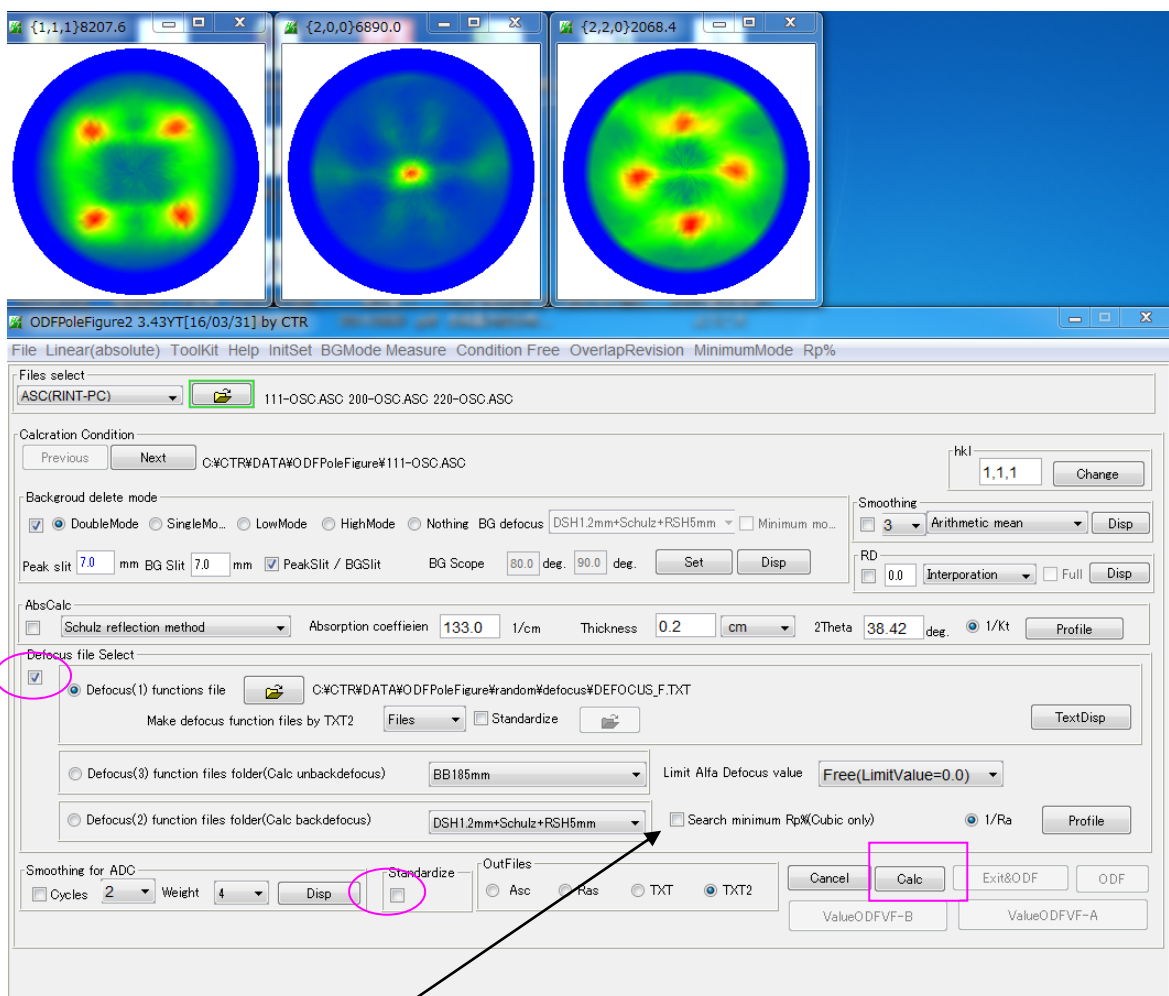 {1,1,1}8207.6
{2,0,0}6890.0
{2,2,0}2068.4
ODFPoleFigure2 3.43YT[16/03/31] by CTR
File Linear(absolute) ToolKit Help InitSet BGMode Measure Condition Free OverlapRevision MinimumMode Rp%
Files select
ASC(RINT-PC) 111-OSC.ASC 200-OSC.ASC 220-OSC.ASC
Calcration Condition
Previous Next C:¥CTR¥DATA¥ODFPoleFigure¥111-OSC.ASC
hkl
1,1,1 Change
Backgroud delete mode
DoubleMode SingleMo... LowMode HighMode Nothing BG defocus DSH1.2mm+Schulz+RSH5mm Minimum mo...
Peak slit 7.0 mm BG Slit 7.0 mm PeakSlit / BGSlit BG Scope 80.0 deg. 90.0 deg. Set Disp
Smoothing
3 Arithmetic mean Disp
RD
0.0 Interporation Full Disp
AbsCalc
Schulz reflection method Absorption coeffieien 133.0 1/cm Thickness 0.2 cm 2Theta 38.42 deg. 1/Kt Profile
Defocus file Select
Defocus(1) functions file C:¥CTR¥DATA¥ODFPoleFigure¥random¥defocus¥DEFOCUS_F.TXT
Make defocus function files by TXT2 Files Standardize TextDisp
Defocus(3) function files folder(Calc unbackdefocus) BB185mm Limit Alfa Defocus value Free(LimitValue=0.0)
Defocus(2) function files folder(Calc backdefocus) DSH1.2mm+Schulz+RSH5mm Search minimum Rp%(Cubic only) 1/Ra Profile
Smoothing for ADC
Cycles 2 Weight 4 Disp
Standardize
OutFiles
Asc Ras TXT TXT2
Cancel Calc Exit&ODF ODF
ValueODFVF-B ValueODFVF-A